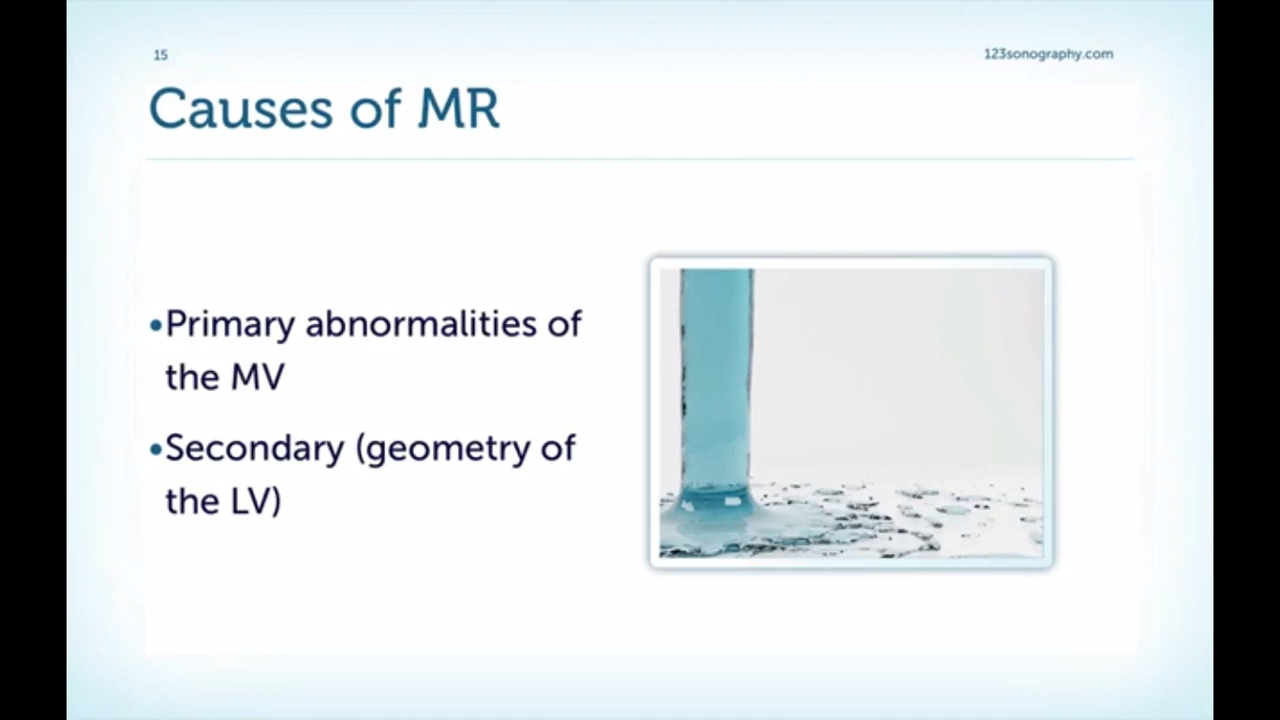 15
123sonography.com
Causes of MR
•Primary abnormalities of
the MV
•Secondary (geometry of
the LV)